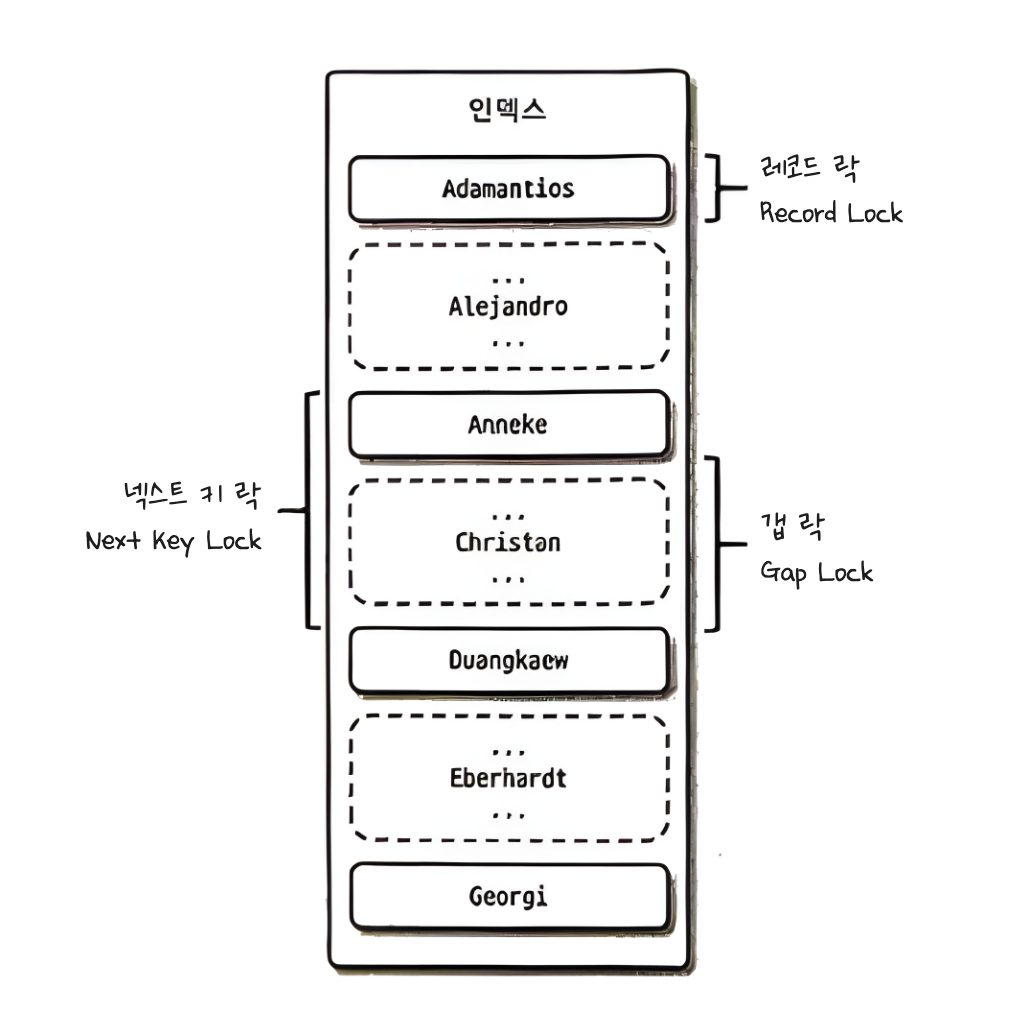 인덱스
Adamantios
레코드 락
Record Lock
...
Alejandro
...
Anneke
넥스트 키 락
Next Key Lock
...
Christan
...
갭 락
Gap Lock
Duangkaew
...
Eberhardt
...
Georgi